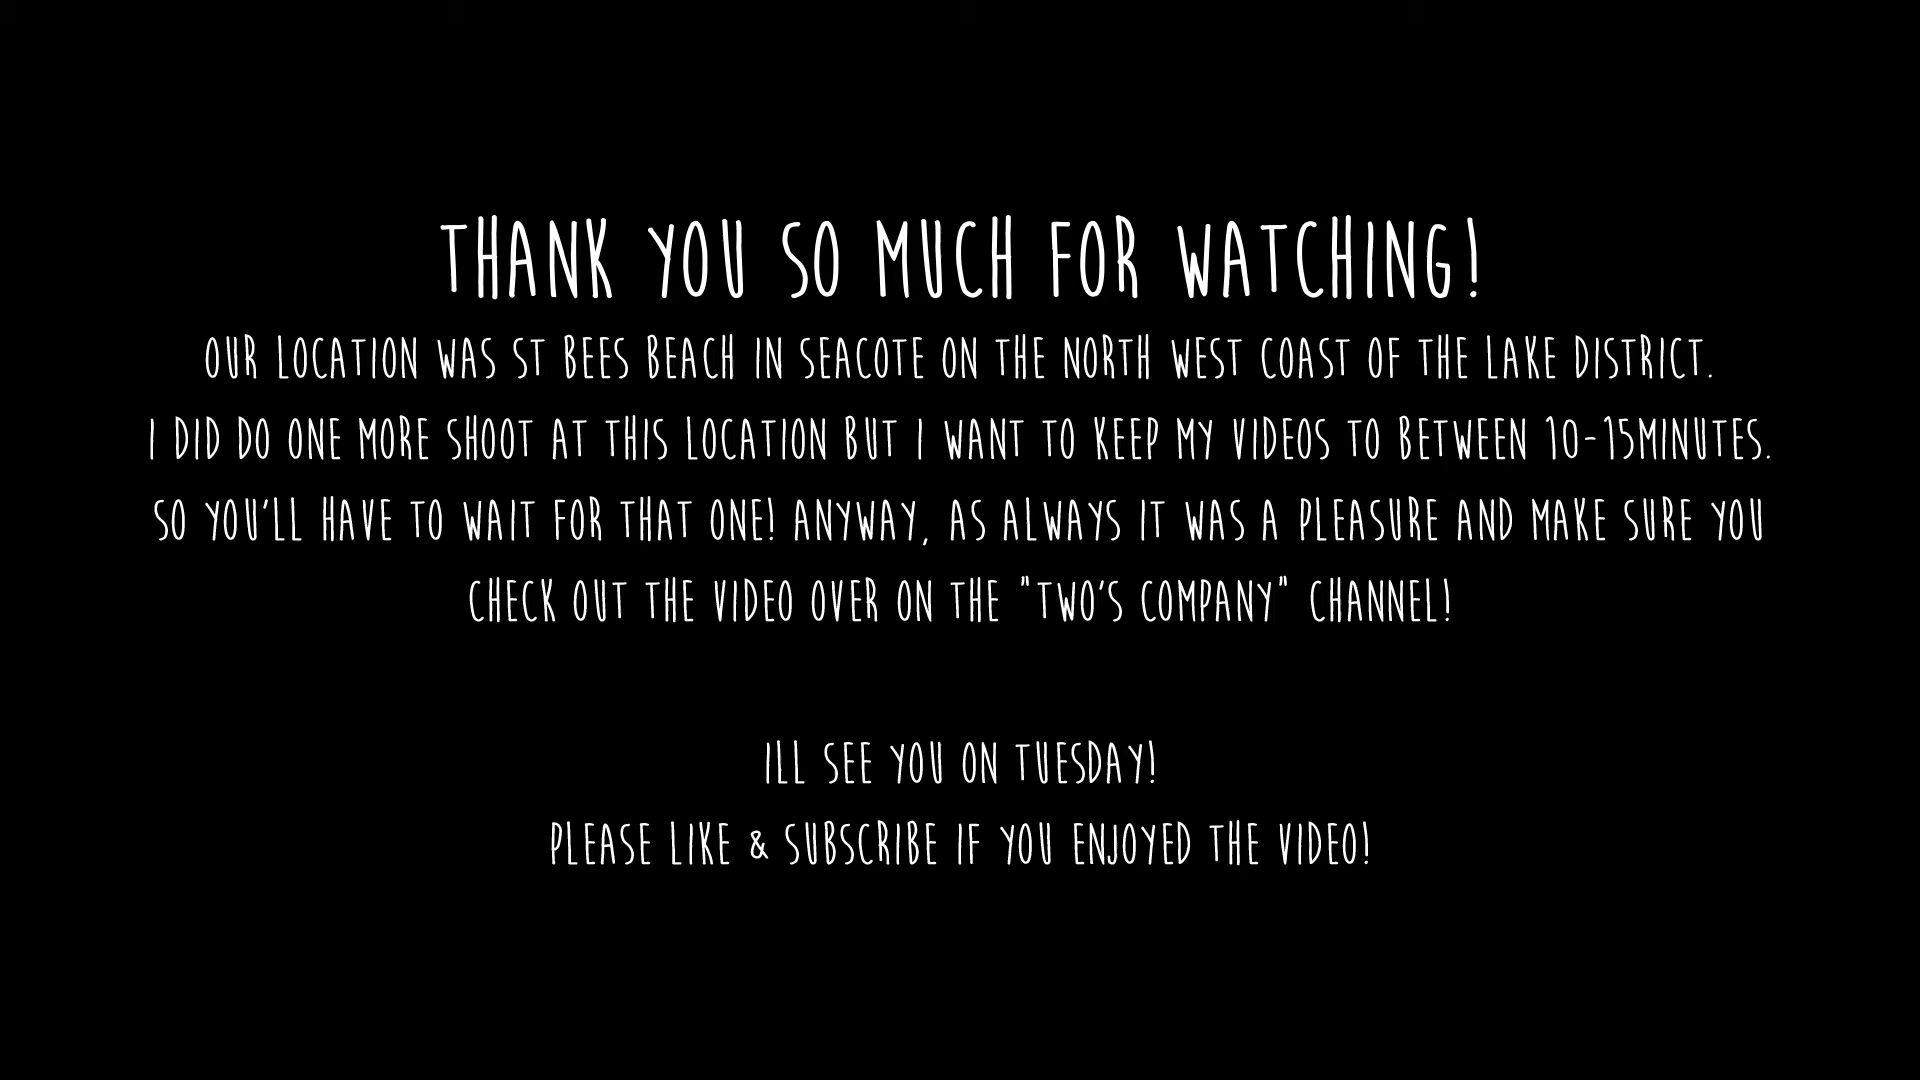 THANK YOU SO MUCH FOR WATCHING!
OUR LOCATION WAS ST BEES BEACH IN SEACOTE ON THE NORTH WEST COAST OF THE LAKE DISTRICT.
I DID DO ONE MORE SHOOT AT THIS LOCATION BUT I WANT TO KEEP MY VIDEOS TO BETWEEN 10-15MINUTES.
SO YOU'LL HAVE TO WAIT FOR THAT ONE! ANYWAY, AS ALWAYS IT WAS A PLEASURE AND MAKE SURE YOU
CHECK OUT THE VIDEO OVER ON THE "TWO'S COMPANY" CHANNEL!
ILL SEE YOU ON TUESDAY!
PLEASE LIKE & SUBSCRIBE IF YOU ENJOYED THE VIDEO!